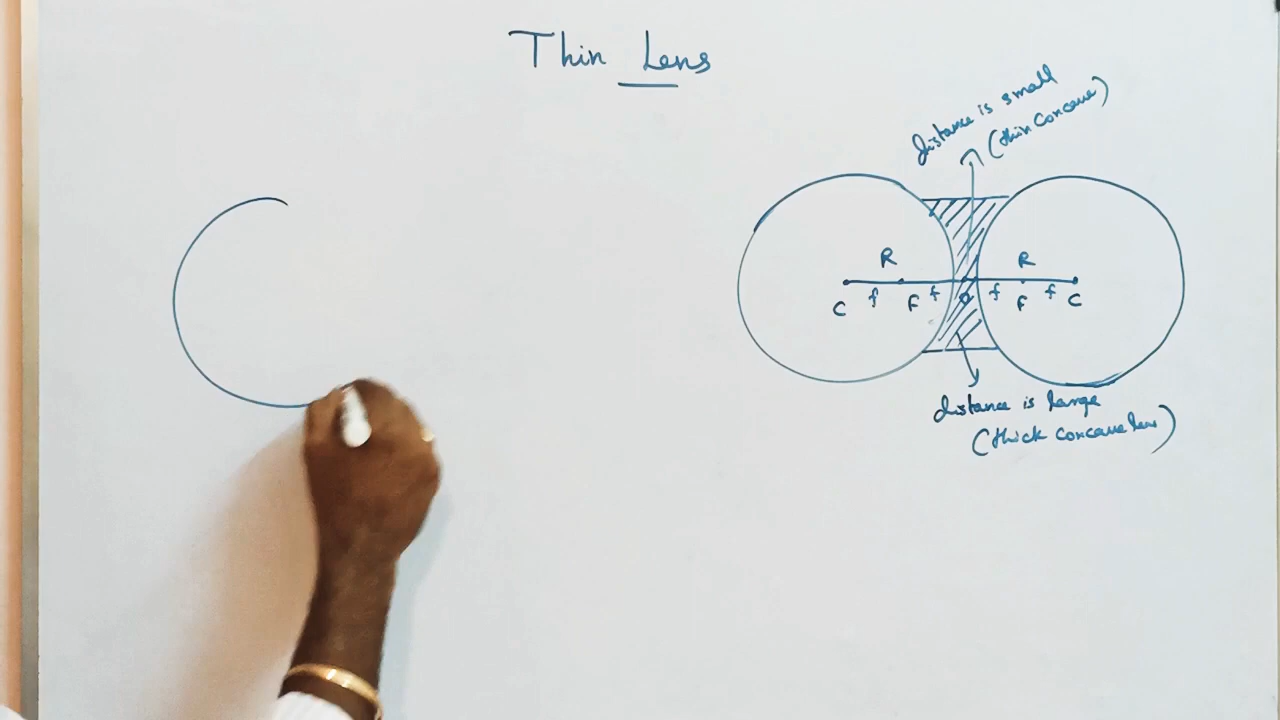 Thin Lens
distance is small
(thin concave)
R R
C f F f O f F f C
distance is large
(thick concave lens)